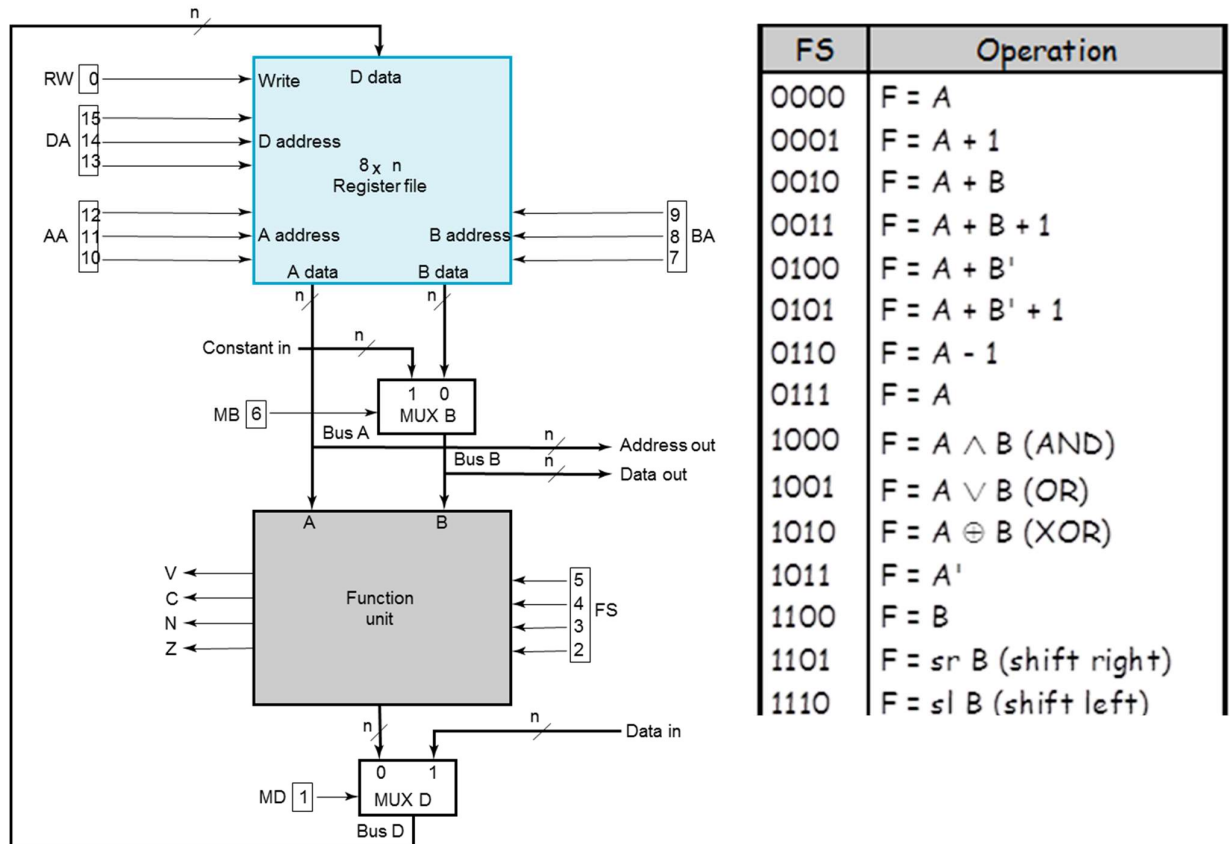 n
RW 0
Write
D data
15
DA 14
D address
13
8 x n
Register file
12
AA 11
A address
10
9
B address
8 BA
7
A data
B data
n
n
Constant in
n
1 0
MB 6
MUX B
Bus A
n
Address out
Bus B
n
Data out
A
B
V
C
N
Z
Function
unit
5
4
FS
3
2
n
n
Data in
0 1
MD 1
MUX D
Bus D
FS Operation
0000 F = A
0001 F = A + 1
0010 F = A + B
0011 F = A + B + 1
0100 F = A + B'
0101 F = A + B' + 1
0110 F = A - 1
0111 F = A
1000 F = A ∧ B (AND)
1001 F = A ∨ B (OR)
1010 F = A ⊕ B (XOR)
1011 F = A'
1100 F = B
1101 F = sr B (shift right)
1110 F = sl B (shift left)